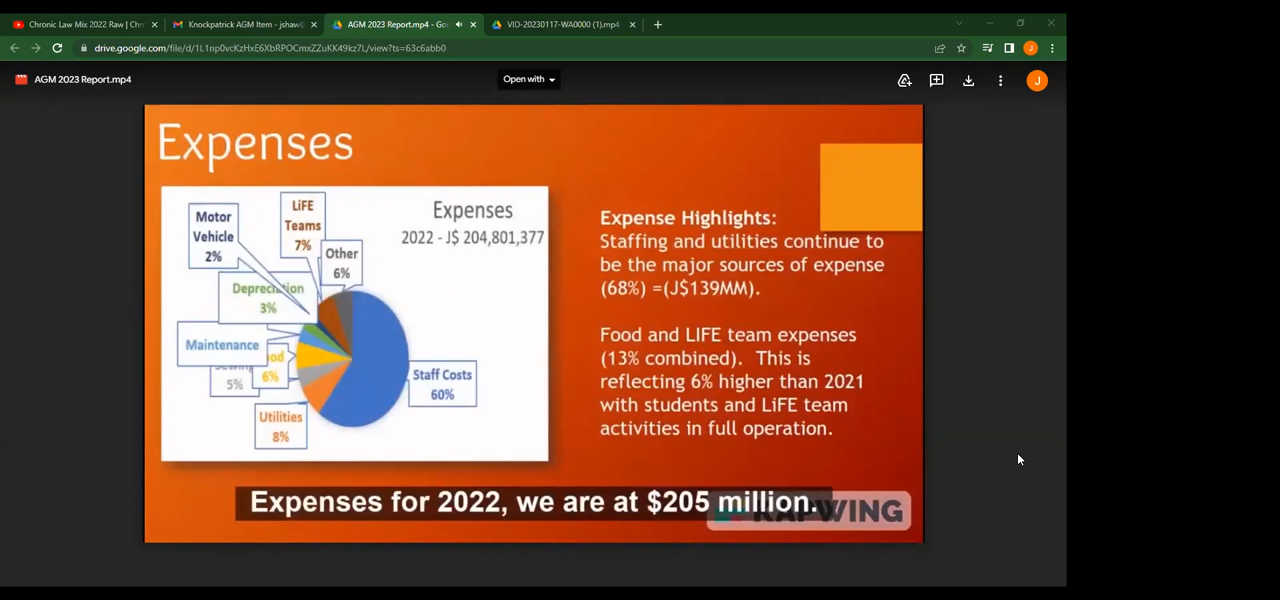 Chronic Law Mix 2022 Raw | Chr
Knockpatrick AGM Item - jshaw
AGM 2023 Report.mp4 - Goo
VID-20230117-WA0000 (1).mp4
drive.google.com/file/d/1L1np0vcKzHxE6XbRPOCmxZZuKK49kz7L/view?ts=63c6abb0
J
AGM 2023 Report.mp4
Open with
J
Expenses
Expenses
2022 - J$ 204,801,377
Motor
Vehicle
2%
LiFE
Teams
7%
Other
6%
Depreciation
3%
Maintenance
5%
od
6%
Utilities
8%
Staff Costs
60%
Expense Highlights:
Staffing and utilities continue to
be the major sources of expense
(68%) =(J$139MM).
Food and LIFE team expenses
(13% combined). This is
reflecting 6% higher than 2021
with students and LiFE team
activities in full operation.
Expenses for 2022, we are at $205 million.
KAPWING